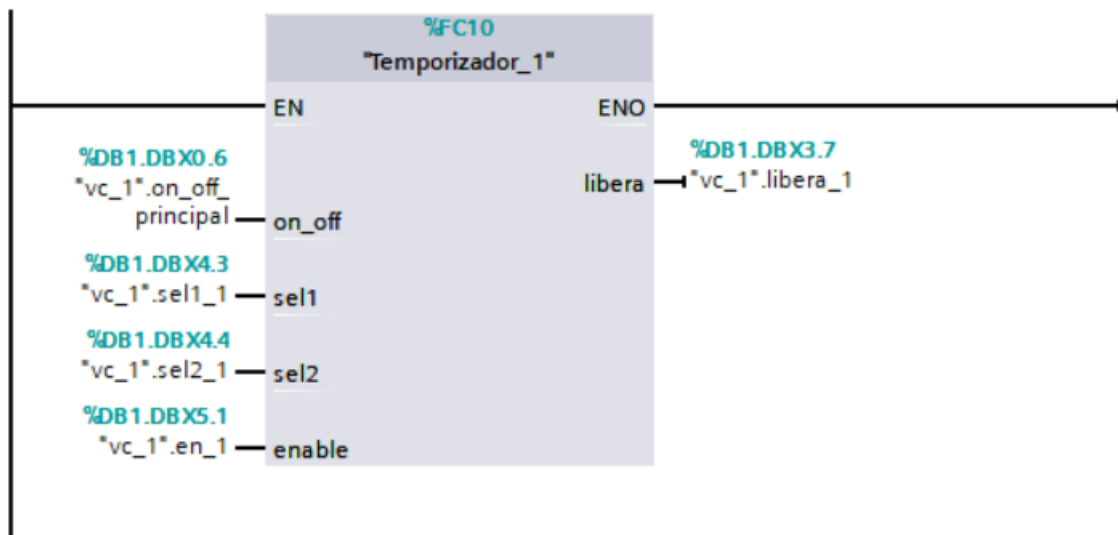 %FC10
"Temporizador_1"
EN
ENO
%DB1.DBX0.6
"vc_1".on_off_
principal
on_off
%DB1.DBX3.7
libera
"vc_1".libera_1
%DB1.DBX4.3
"vc_1".sel1_1
sel1
%DB1.DBX4.4
"vc_1".sel2_1
sel2
%DB1.DBX5.1
"vc_1".en_1
enable